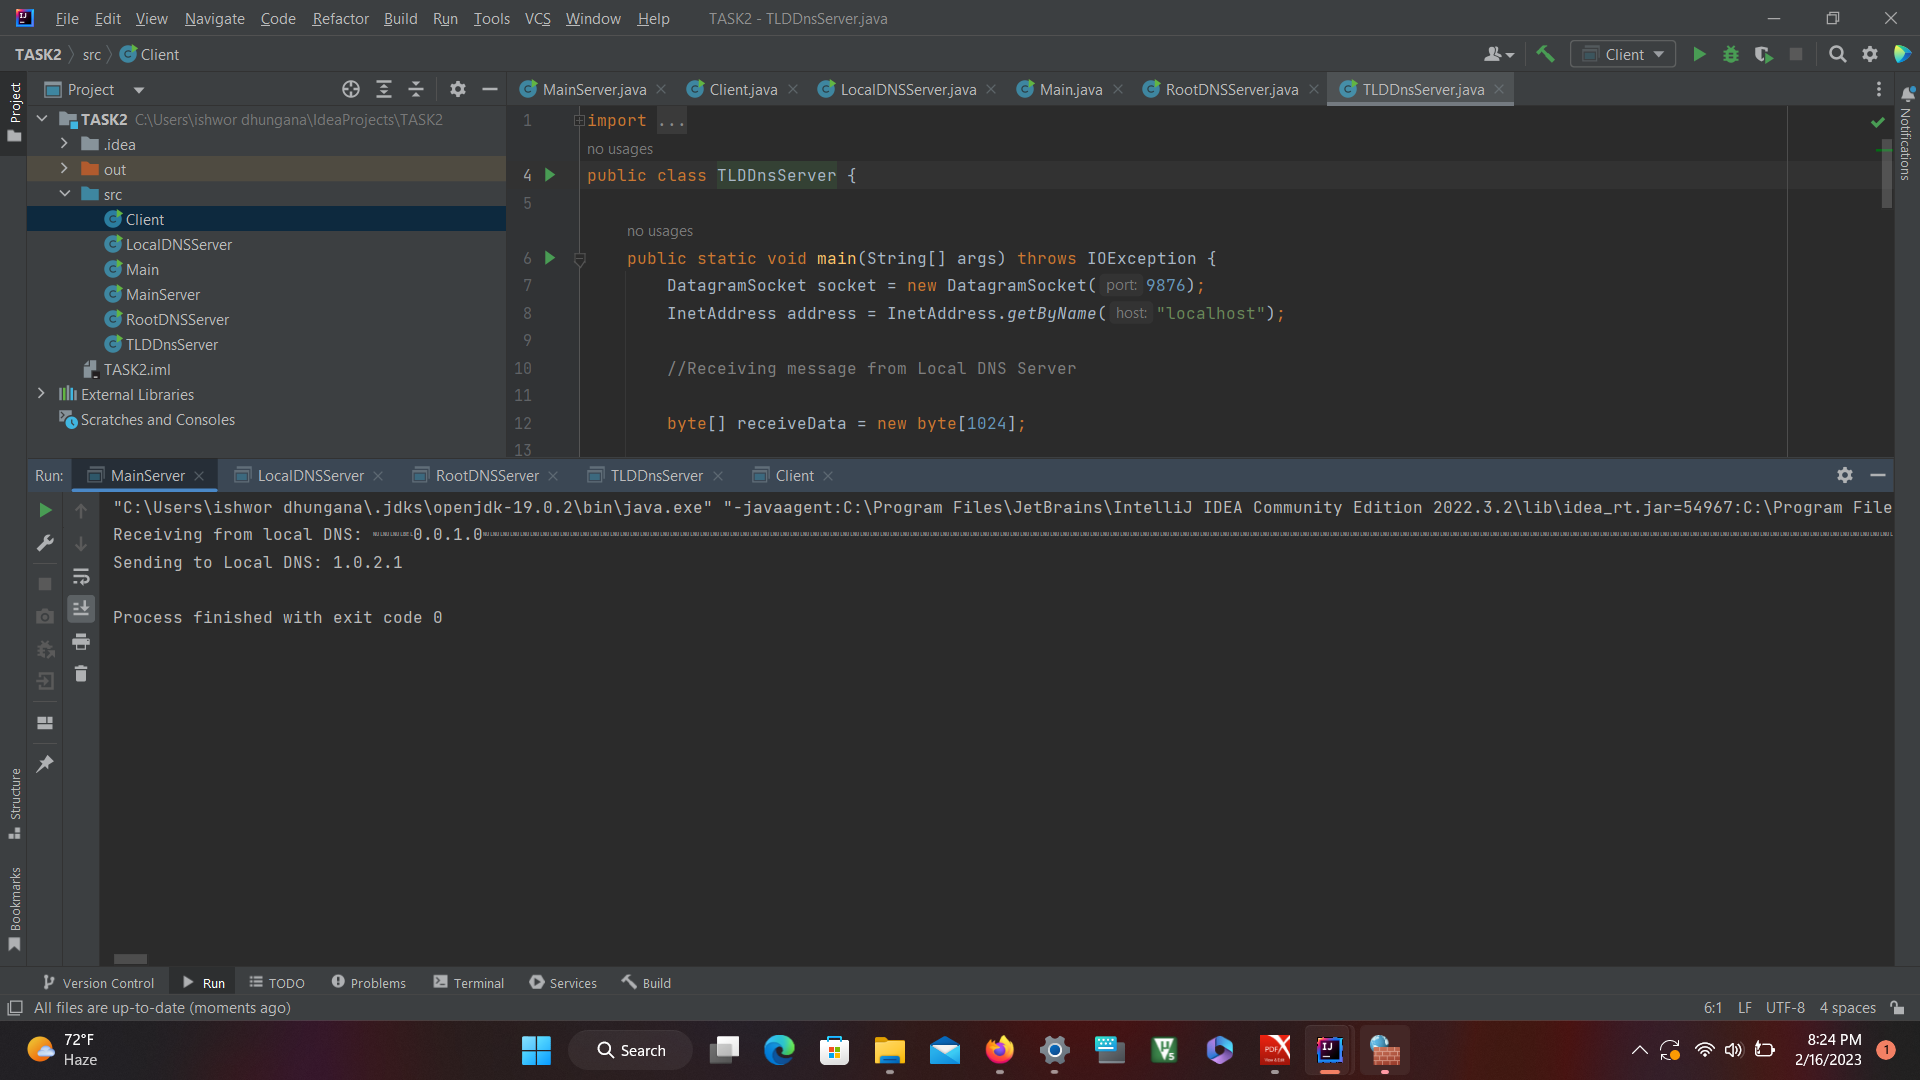 File Edit View Navigate Code Refactor Build Run Tools VCS Window Help TASK2 - TLDDnsServer.java
TASK2 src Client
Client
Project
MainServer.java Client.java LocalDNSServer.java Main.java RootDNSServer.java TLDDnsServer.java
Project
TASK2 C:\Users\ishwor dhungana\IdeaProjects\TASK2
.idea
out
src
Client
LocalDNSServer
Main
MainServer
RootDNSServer
TLDDnsServer
TASK2.iml
External Libraries
Scratches and Consoles
1 import ...
no usages
4 public class TLDDnsServer {
5
no usages
6 public static void main(String[] args) throws IOException {
7 DatagramSocket socket = new DatagramSocket( port: 9876);
8 InetAddress address = InetAddress.getByName( host: "localhost");
9
10 //Receiving message from Local DNS Server
11
12 byte[] receiveData = new byte[1024];
13
Notifications
Run: MainServer LocalDNSServer RootDNSServer TLDDnsServer Client
"C:\Users\ishwor dhungana\.jdks\openjdk-19.0.2\bin\java.exe" "-javaagent:C:\Program Files\JetBrains\IntelliJ IDEA Community Edition 2022.3.2\lib\idea_rt.jar=54967:C:\Program File
Receiving from local DNS: 0.0.1.0
Sending to Local DNS: 1.0.2.1
Process finished with exit code 0
Structure
Bookmarks
Version Control Run TODO Problems Terminal Services Build
All files are up-to-date (moments ago)
6:1 LF UTF-8 4 spaces
72°F
Haze
Search
8:24 PM
2/16/2023
1